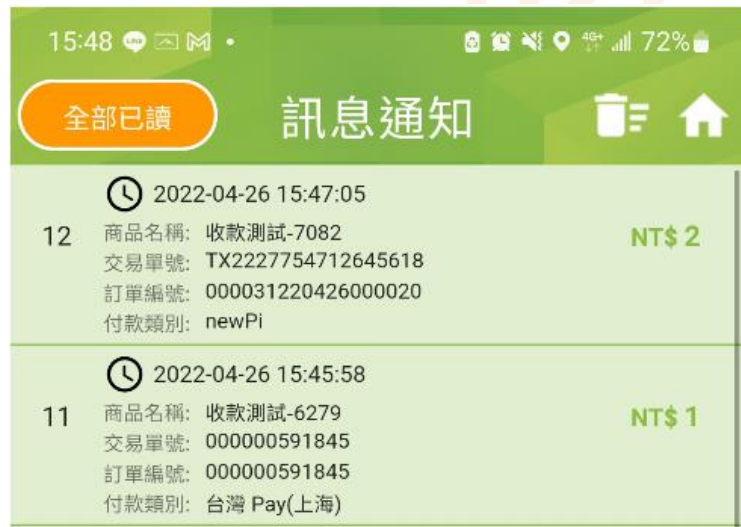 15:48 72%
全部已讀 訊息通知
2022-04-26 15:47:05
12 商品名稱: 收款測試-7082 NT$ 2
交易單號: TX2227754712645618
訂單編號: 000031220426000020
付款類別: newPi
2022-04-26 15:45:58
11 商品名稱: 收款測試-6279 NT$ 1
交易單號: 000000591845
訂單編號: 000000591845
付款類別: 台灣 Pay(上海)